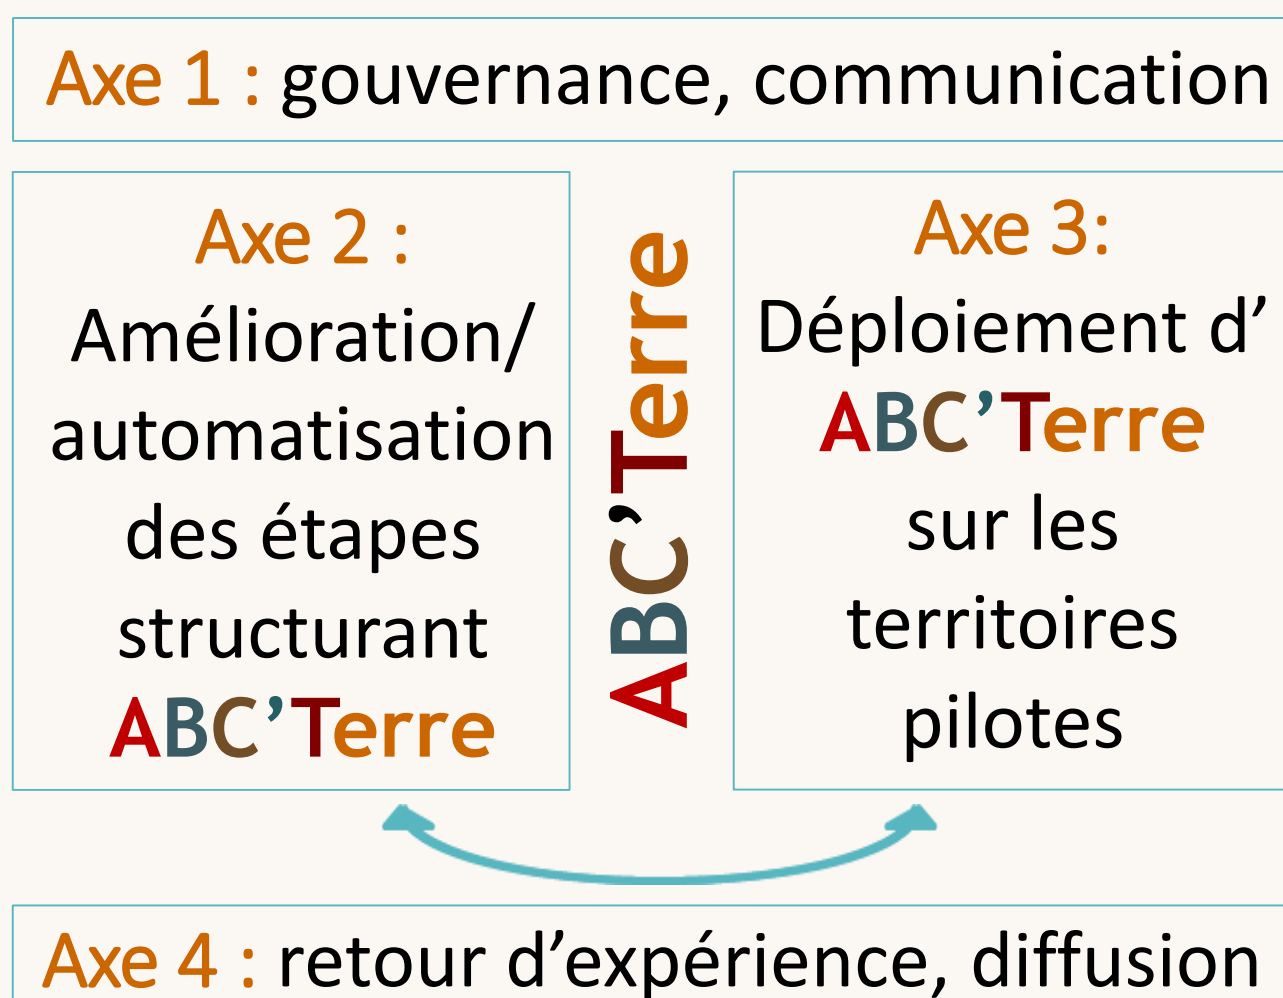 Axe 1 : gouvernance, communication
Axe 2 :
Amélioration/
automatisation
des étapes
structurant
ABC’Terre
ABC’Terre
Axe 3:
Déploiement d’
ABC’Terre
sur les
territoires
pilotes
Axe 4 : retour d’expérience, diffusion